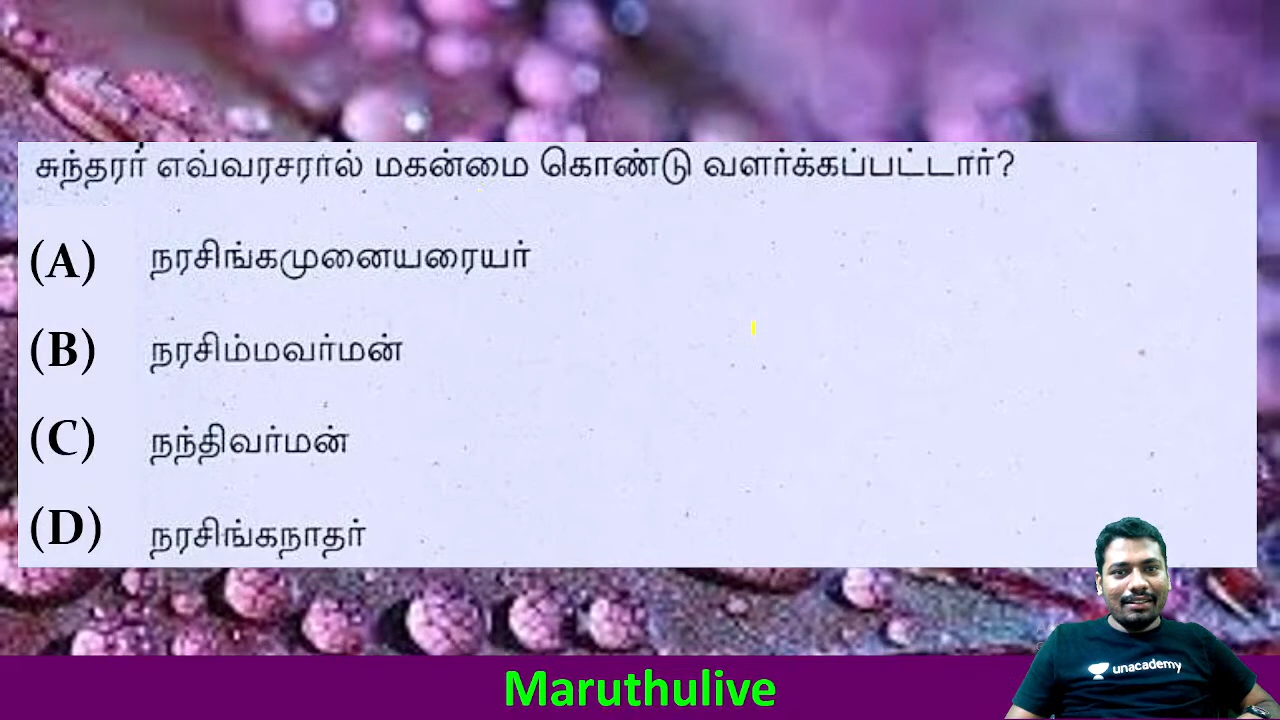 சுந்தரர் எவ்வரசரால் மகன்மை கொண்டு வளர்க்கப்பட்டார்?
(A) நரசிங்கமுனையரையர்
(B) நரசிம்மவர்மன்
(C) நந்திவர்மன்
(D) நரசிங்கநாதர்
unacademy
Maruthulive